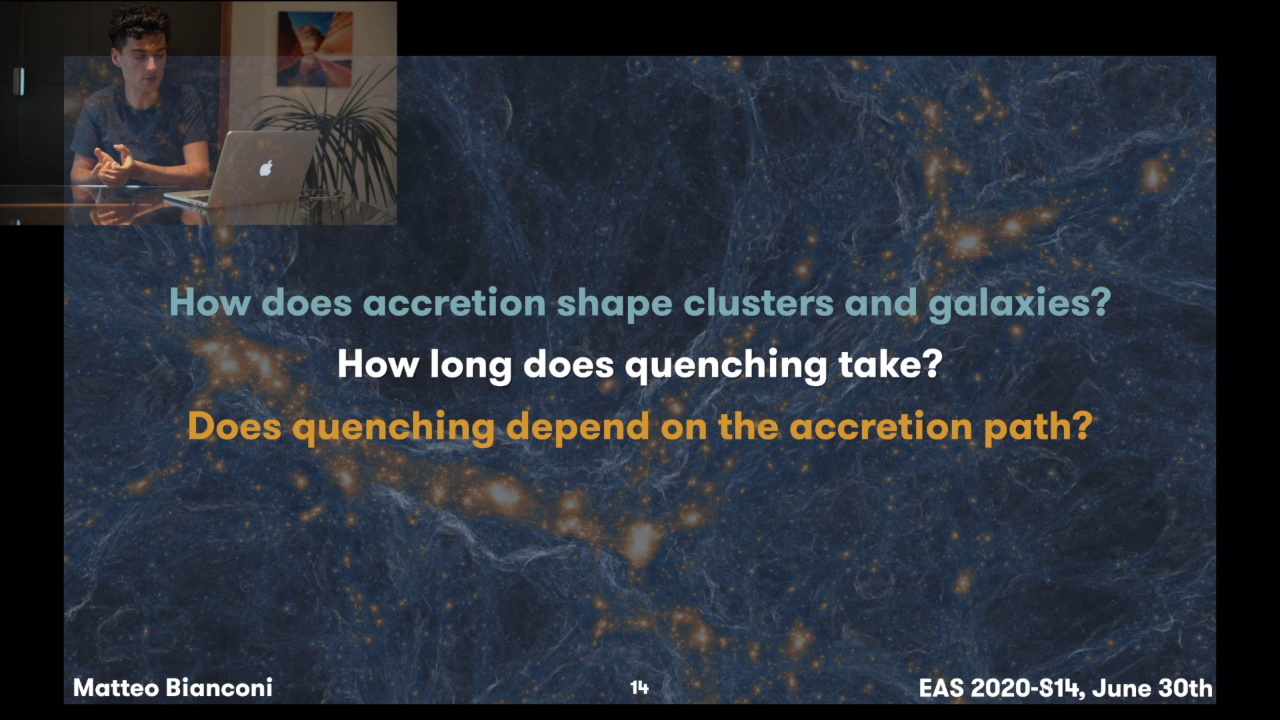 How does accretion shape clusters and galaxies?
How long does quenching take?
Does quenching depend on the accretion path?
Matteo Bianconi
14
EAS 2020-S14, June 30th